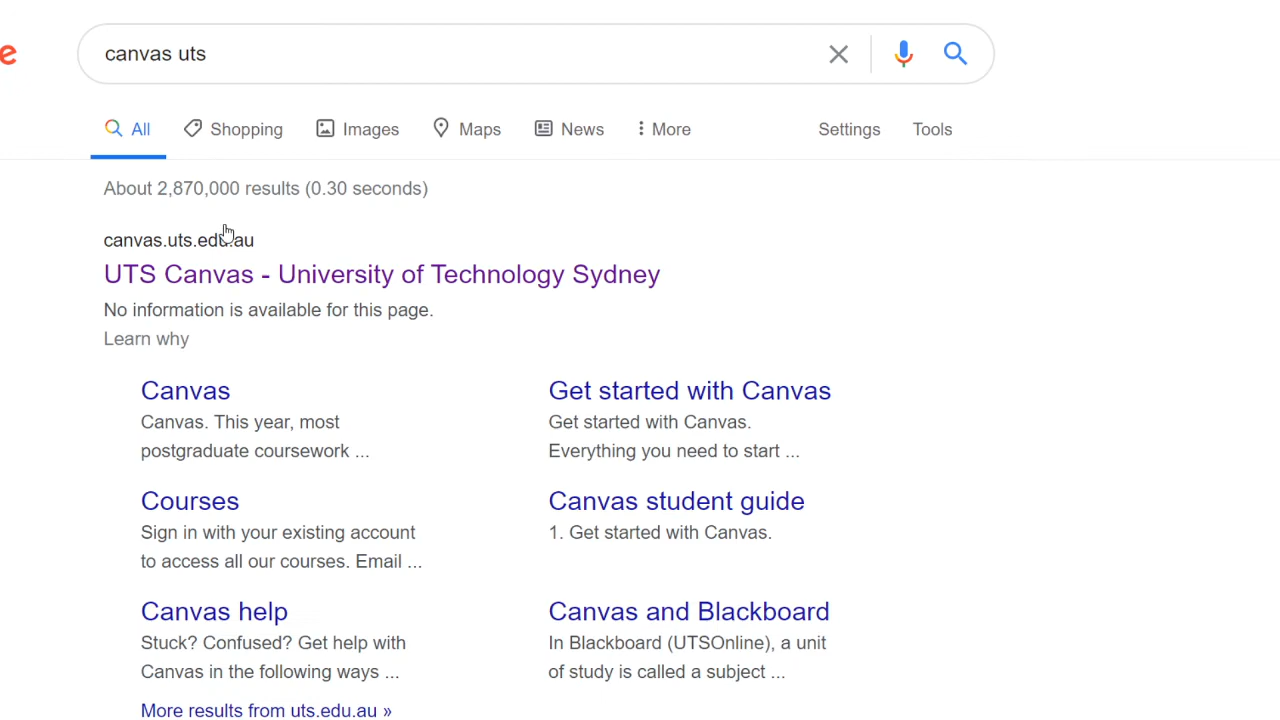 e
canvas uts
All Shopping Images Maps News More Settings Tools
About 2,870,000 results (0.30 seconds)
canvas.uts.edu.au
UTS Canvas - University of Technology Sydney
No information is available for this page.
Learn why
Canvas
Canvas. This year, most
postgraduate coursework ...
Get started with Canvas
Get started with Canvas.
Everything you need to start ...
Courses
Sign in with your existing account
to access all our courses. Email ...
Canvas student guide
1. Get started with Canvas.
Canvas help
Stuck? Confused? Get help with
Canvas in the following ways ...
Canvas and Blackboard
In Blackboard (UTSOnline), a unit
of study is called a subject ...
More results from uts.edu.au »